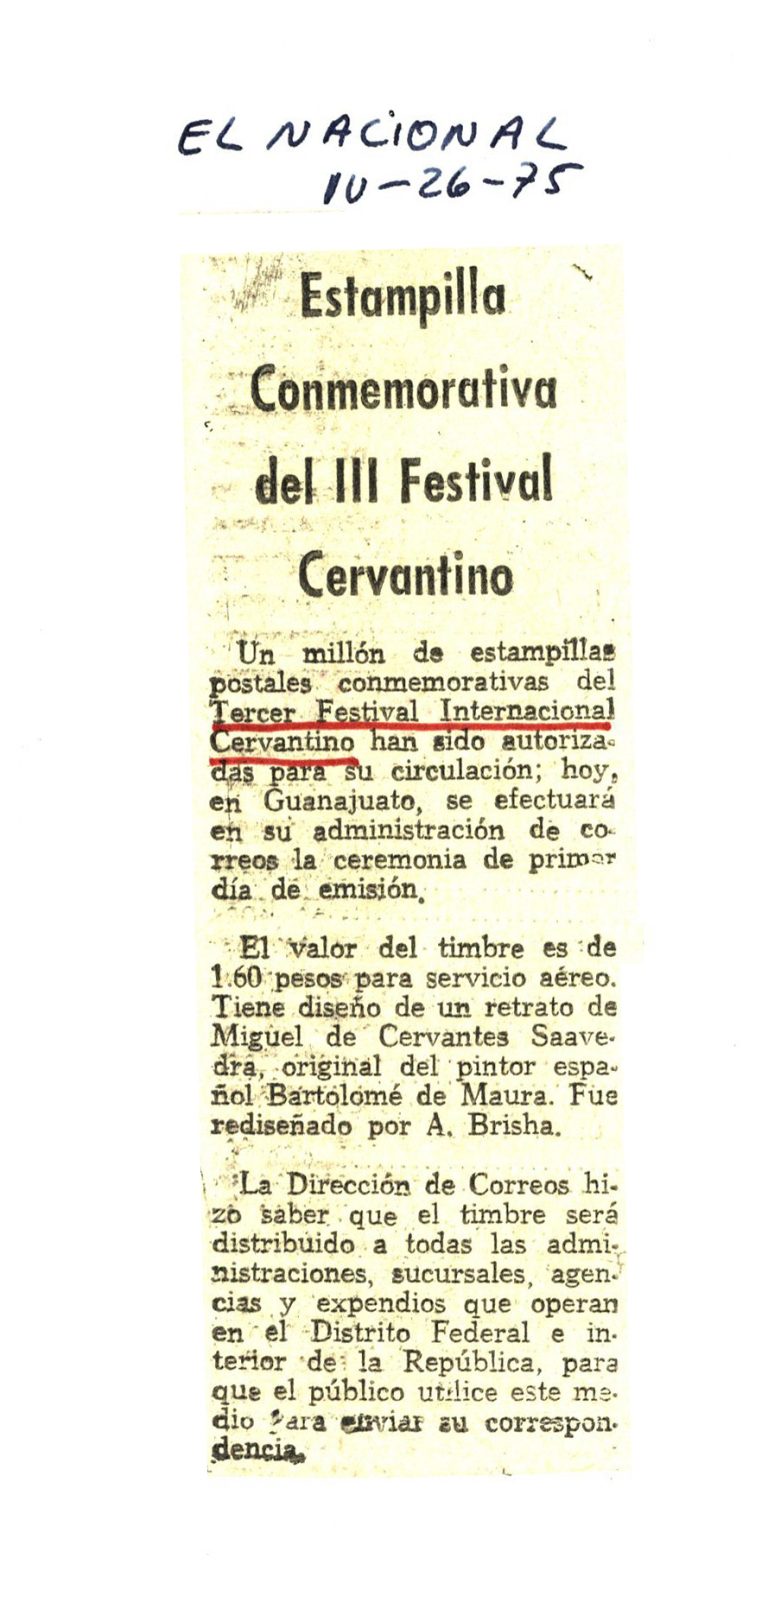 EL NACIONAL
IV-26-75
Estampilla
Conmemorativa
del III Festival
Cervantino
Un millón de estampillas
postales conmemorativas del
Tercer Festival Internacional
Cervantino han sido autoriza-
das para su circulación; hoy,
en Guanajuato, se efectuará
en su administración de co-
rreos la ceremonia de primer
día de emisión.
El valor del timbre es de
1.60 pesos para servicio aéreo.
Tiene diseño de un retrato de
Miguel de Cervantes Saave-
dra, original del pintor espa-
ñol Bartolomé de Maura. Fue
rediseñado por A. Brisha.
La Dirección de Correos hi-
zo saber que el timbre será
distribuido a todas las admi-
nistraciones, sucursales, agen-
cias y expendios que operan
en el Distrito Federal e in-
terior de la República, para
que el público utilice este me-
dio para enviar su correspon-
dencia.